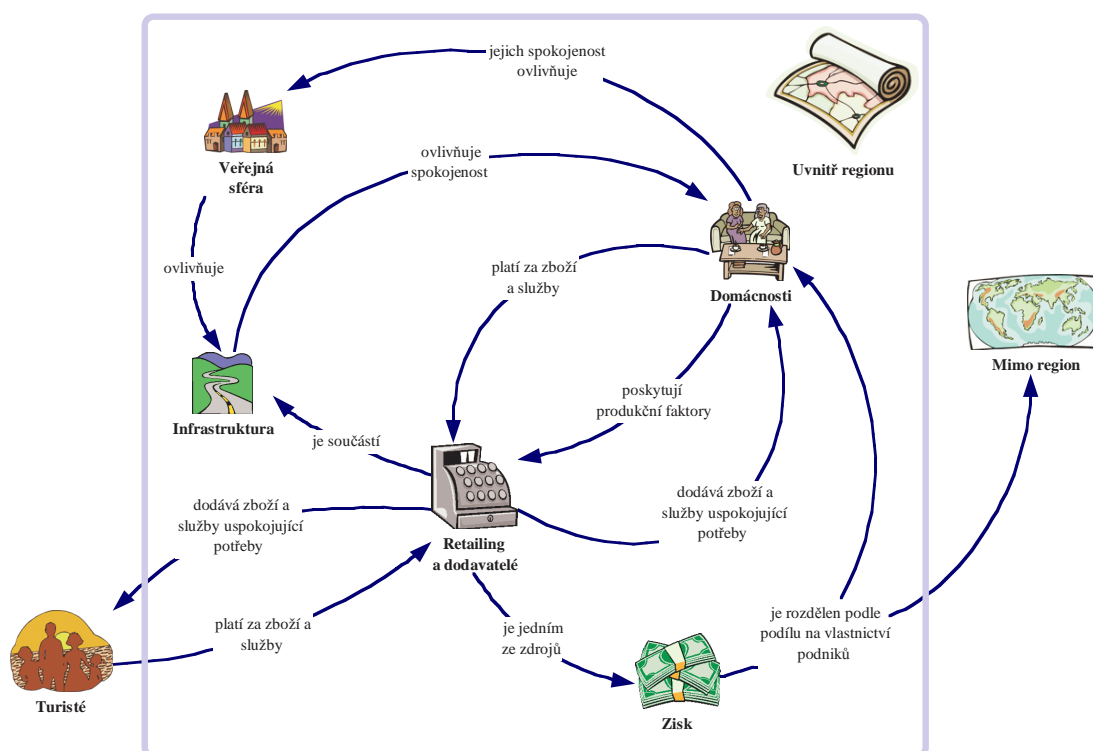 jejich spokojenost
ovlivňuje
Veřejná
sféra
ovlivňuje
spokojenost
Uvnitř regionu
ovlivňuje
platí za zboží
a služby
Domácnosti
Mimo region
Infrastruktura
poskytují
produkční faktory
je součástí
dodává zboží a
služby uspokojující
potřeby
dodává zboží a
služby uspokojující
potřeby
Retailing
a dodavatelé
platí za zboží a
služby
je jedním
ze zdrojů
je rozdělen podle
podílu na vlastnictví
podniků
Turisté
Zisk